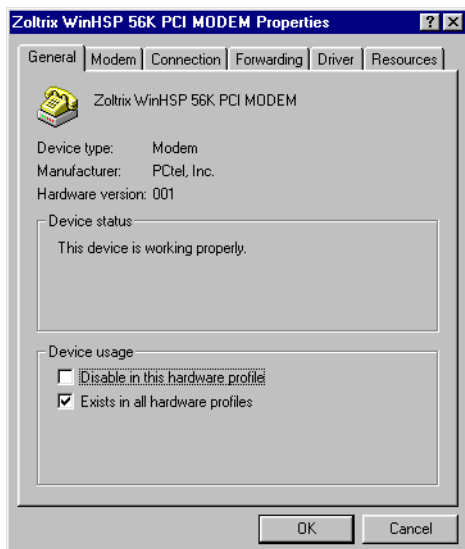 Zoltrix WinHSP 56K PCI MODEM Properties
General Modem Connection Forwarding Driver Resources
Zoltrix WinHSP 56K PCI MODEM
Device type: Modem
Manufacturer: PCtel, Inc.
Hardware version: 001
Device status
This device is working properly.
Device usage
Disable in this hardware profile
Exists in all hardware profiles
OK Cancel